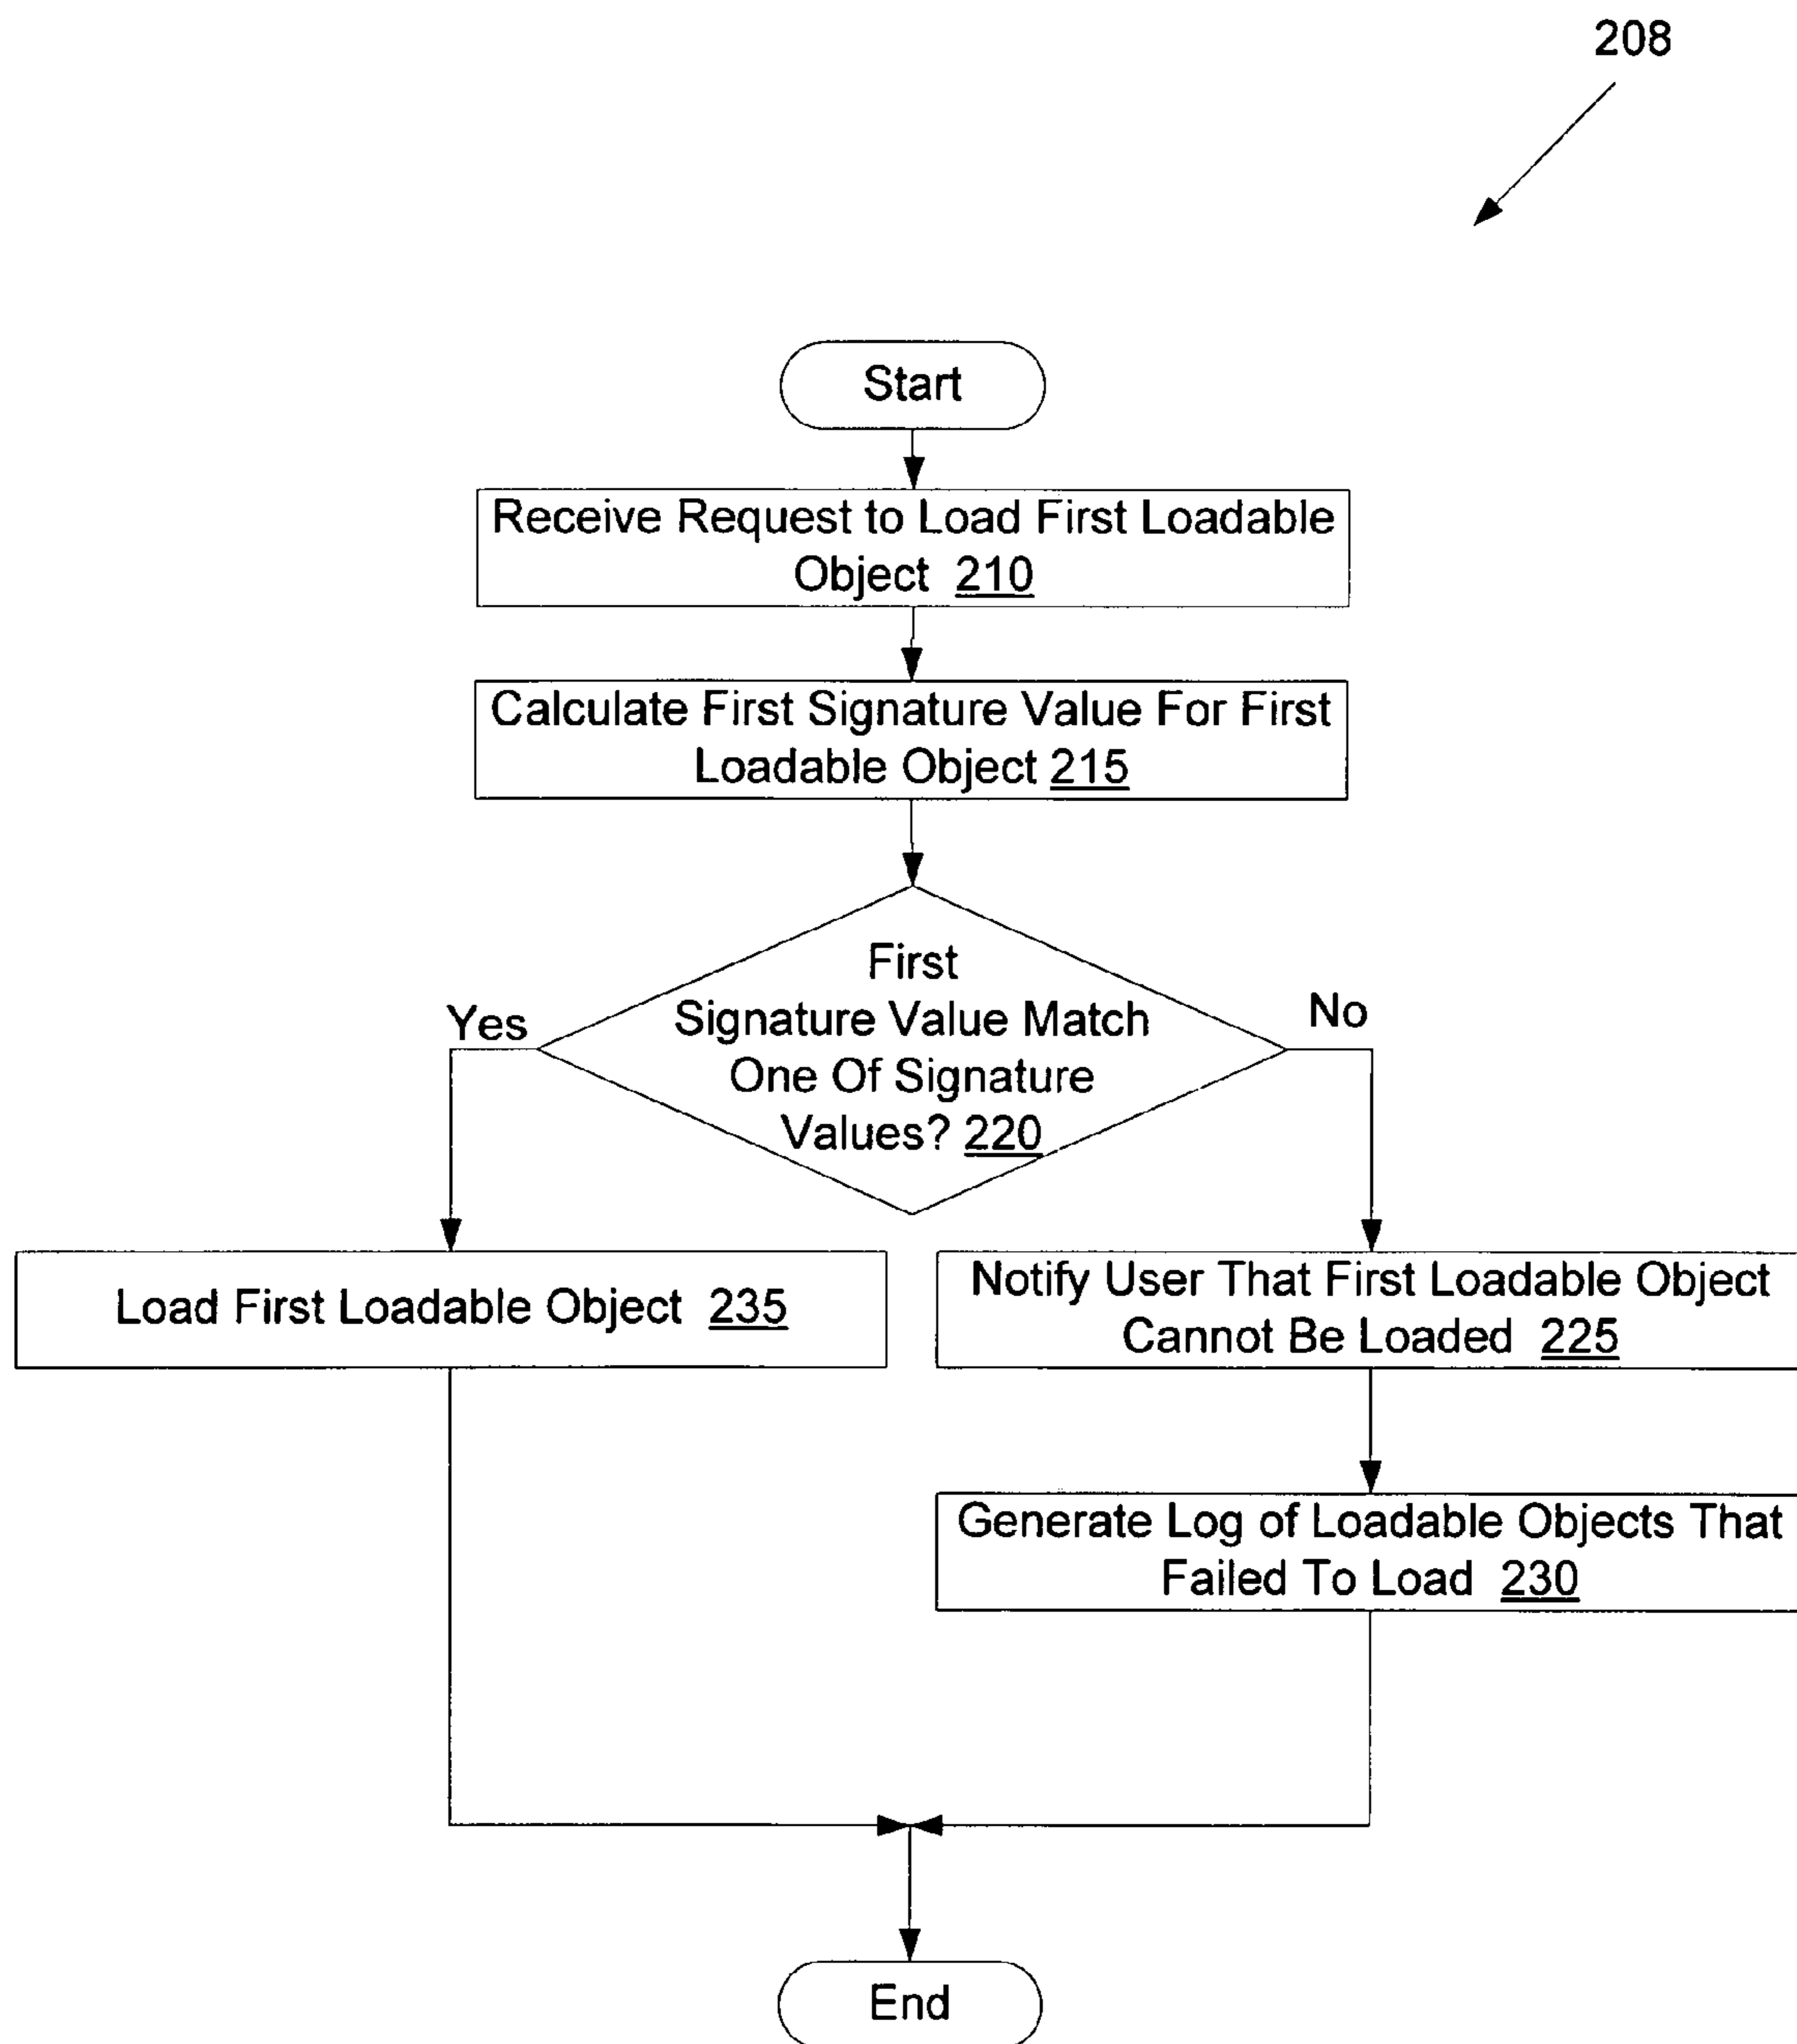 208
Start
Receive Request to Load First Loadable
Object 210
Calculate First Signature Value For First
Loadable Object 215
First
Signature Value Match
One Of Signature
Values? 220
Yes
No
Load First Loadable Object 235
Notify User That First Loadable Object
Cannot Be Loaded 225
Generate Log of Loadable Objects That
Failed To Load 230
End